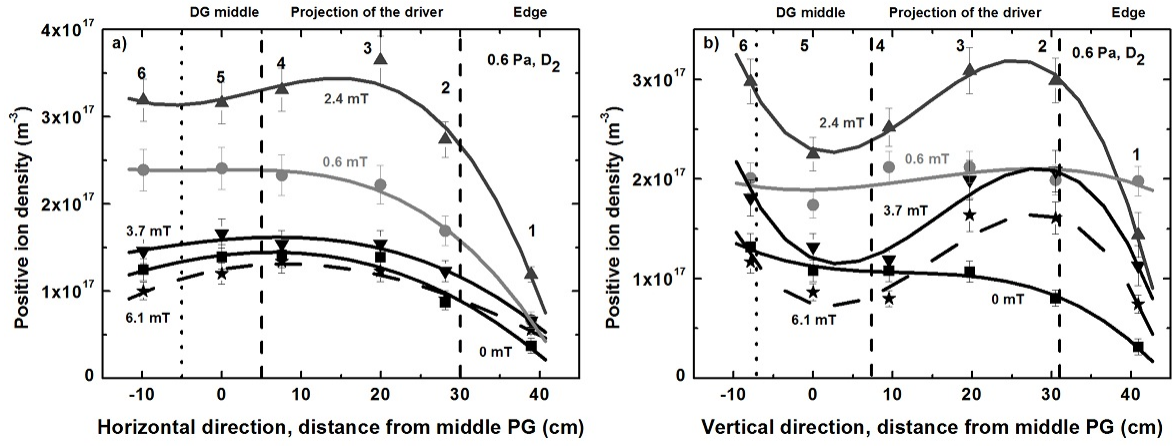 DG middle Projection of the driver Edge
a)
0.6 Pa, D2
4x10^17
3x10^17
2x10^17
1x10^17
0
Positive ion density (m^-3)
6 5 4 3 2 1
2.4 mT
0.6 mT
3.7 mT
6.1 mT
0 mT
-10 0 10 20 30 40
Horizontal direction, distance from middle PG (cm)
DG middle Projection of the driver Edge
b)
0.6 Pa, D2
3x10^17
2x10^17
1x10^17
0
Positive ion density (m^-3)
6 5 4 3 2 1
2.4 mT
0.6 mT
3.7 mT
6.1 mT
0 mT
-10 0 10 20 30 40
Vertical direction, distance from middle PG (cm)